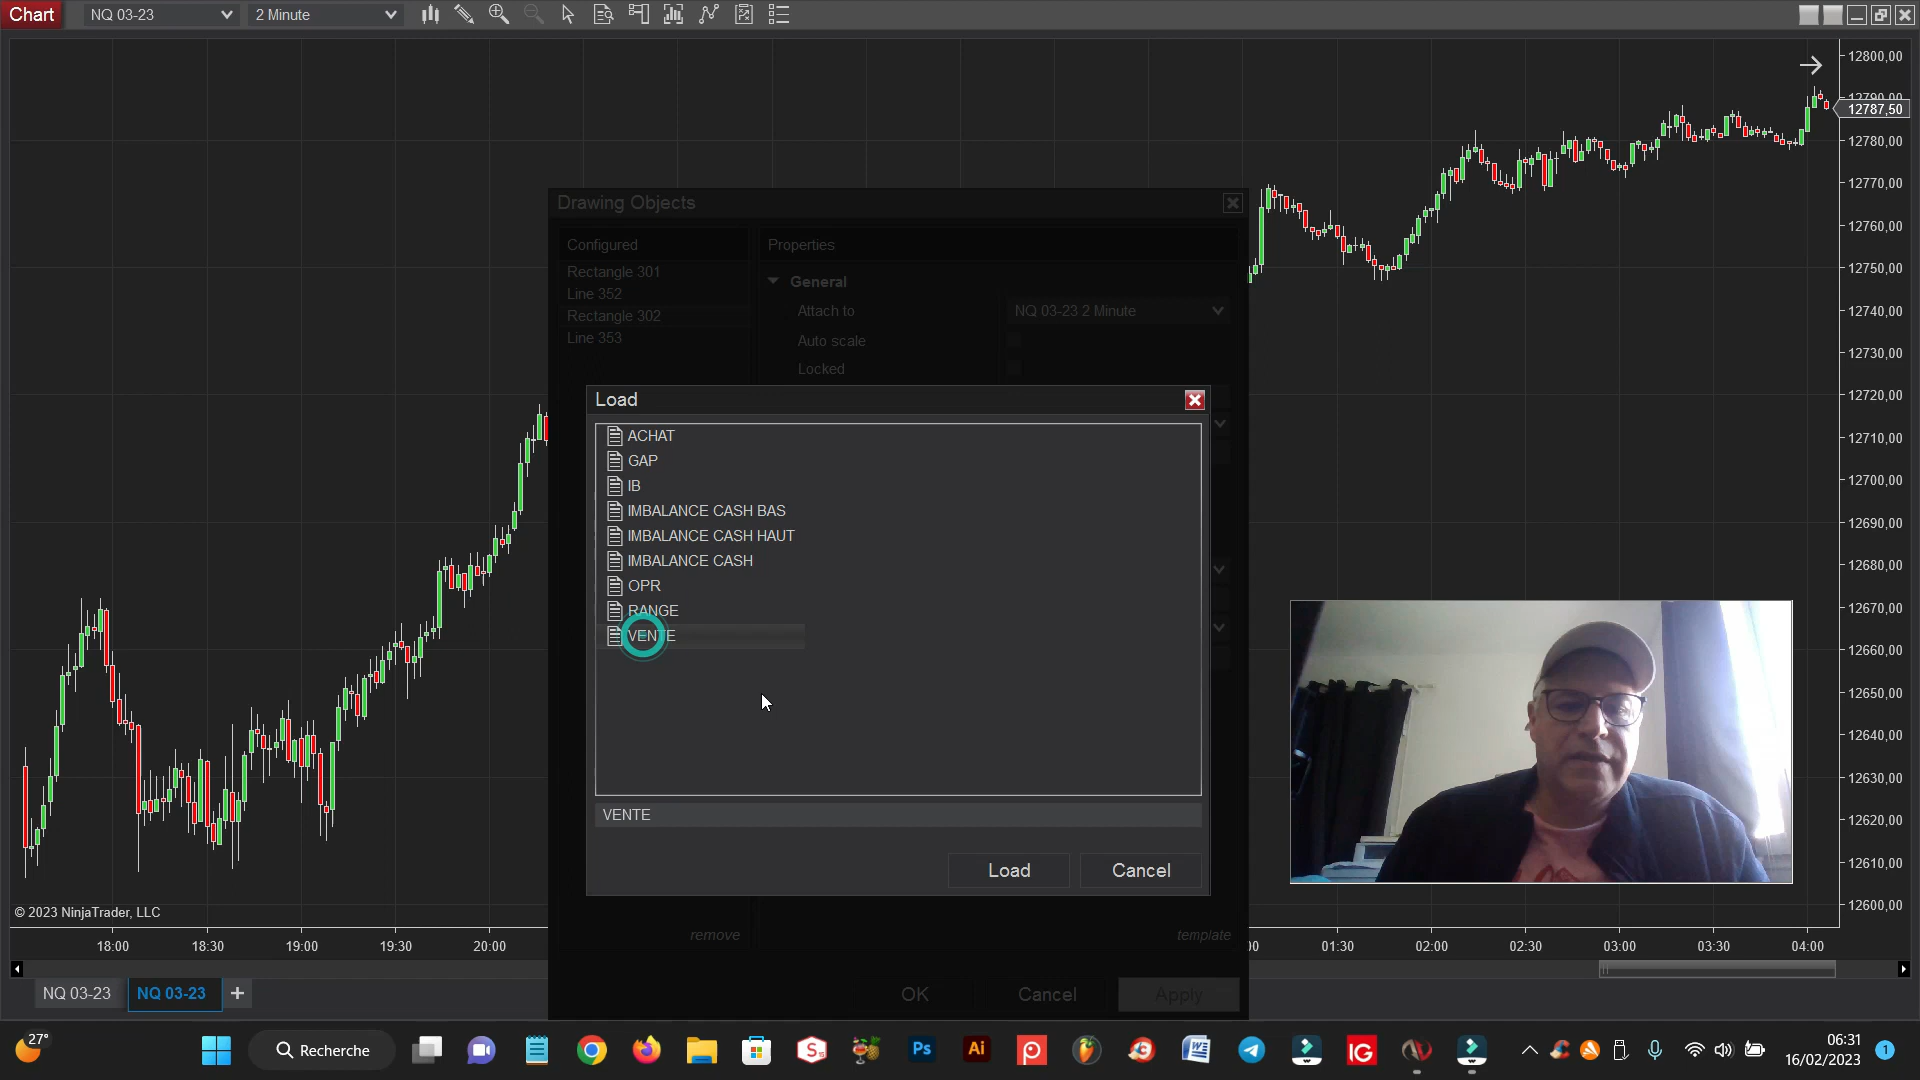 Chart
NQ 03-23
2 Minute
12800,00
12790,00
12787,50
12780,00
12770,00
12760,00
12750,00
12740,00
12730,00
12720,00
12710,00
12700,00
12690,00
12680,00
12670,00
12660,00
12650,00
12640,00
12630,00
12620,00
12610,00
12600,00
Drawing Objects
Configured
Properties
Rectangle 301
Line 352
Rectangle 302
Line 353
General
Attach to
NQ 03-23 2 Minute
Auto scale
Locked
Load
ACHAT
GAP
IB
IMBALANCE CASH BAS
IMBALANCE CASH HAUT
IMBALANCE CASH
OPR
RANGE
VENTE
VENTE
Load
Cancel
remove
template
OK
Cancel
Apply
© 2023 NinjaTrader, LLC
18:00
18:30
19:00
19:30
20:00
01:30
02:00
02:30
03:00
03:30
04:00
NQ 03-23
NQ 03-23
27°
Recherche
Ps
Ai
IG
06:31
16/02/2023
1